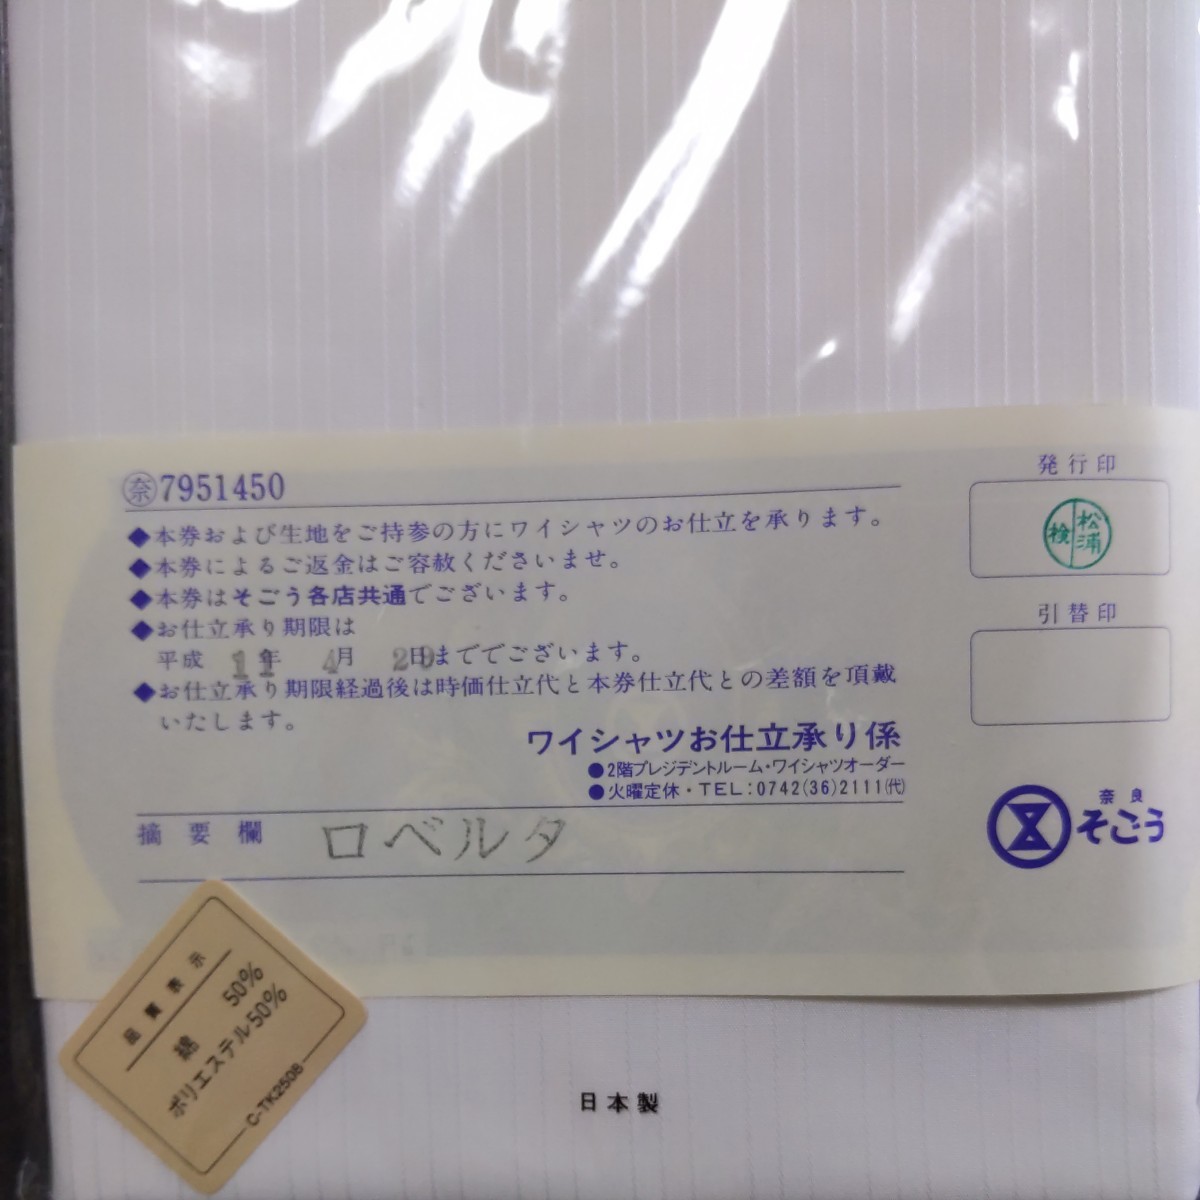 奈7951450
◆本券および生地をご持参の方にワイシャツのお仕立を承ります。
◆本券によるご返金はご容赦くださいませ。
◆本券はそごう各店共通でございます。
◆お仕立承り期限は
平成 11年 4月 20日まででございます。
◆お仕立承り期限経過後は時価仕立代と本券仕立代との差額を頂戴
いたします。
ワイシャツお仕立承り係
●2階プレジデントルーム・ワイシャツオーダー
●火曜定休・TEL:0742(36)2111(代)
摘要欄 ロベルタ
発行印
松浦
検
引替印
奈良
そごう
品質表示
綿 50%
ポリエステル50%
C-TK2508
日本製